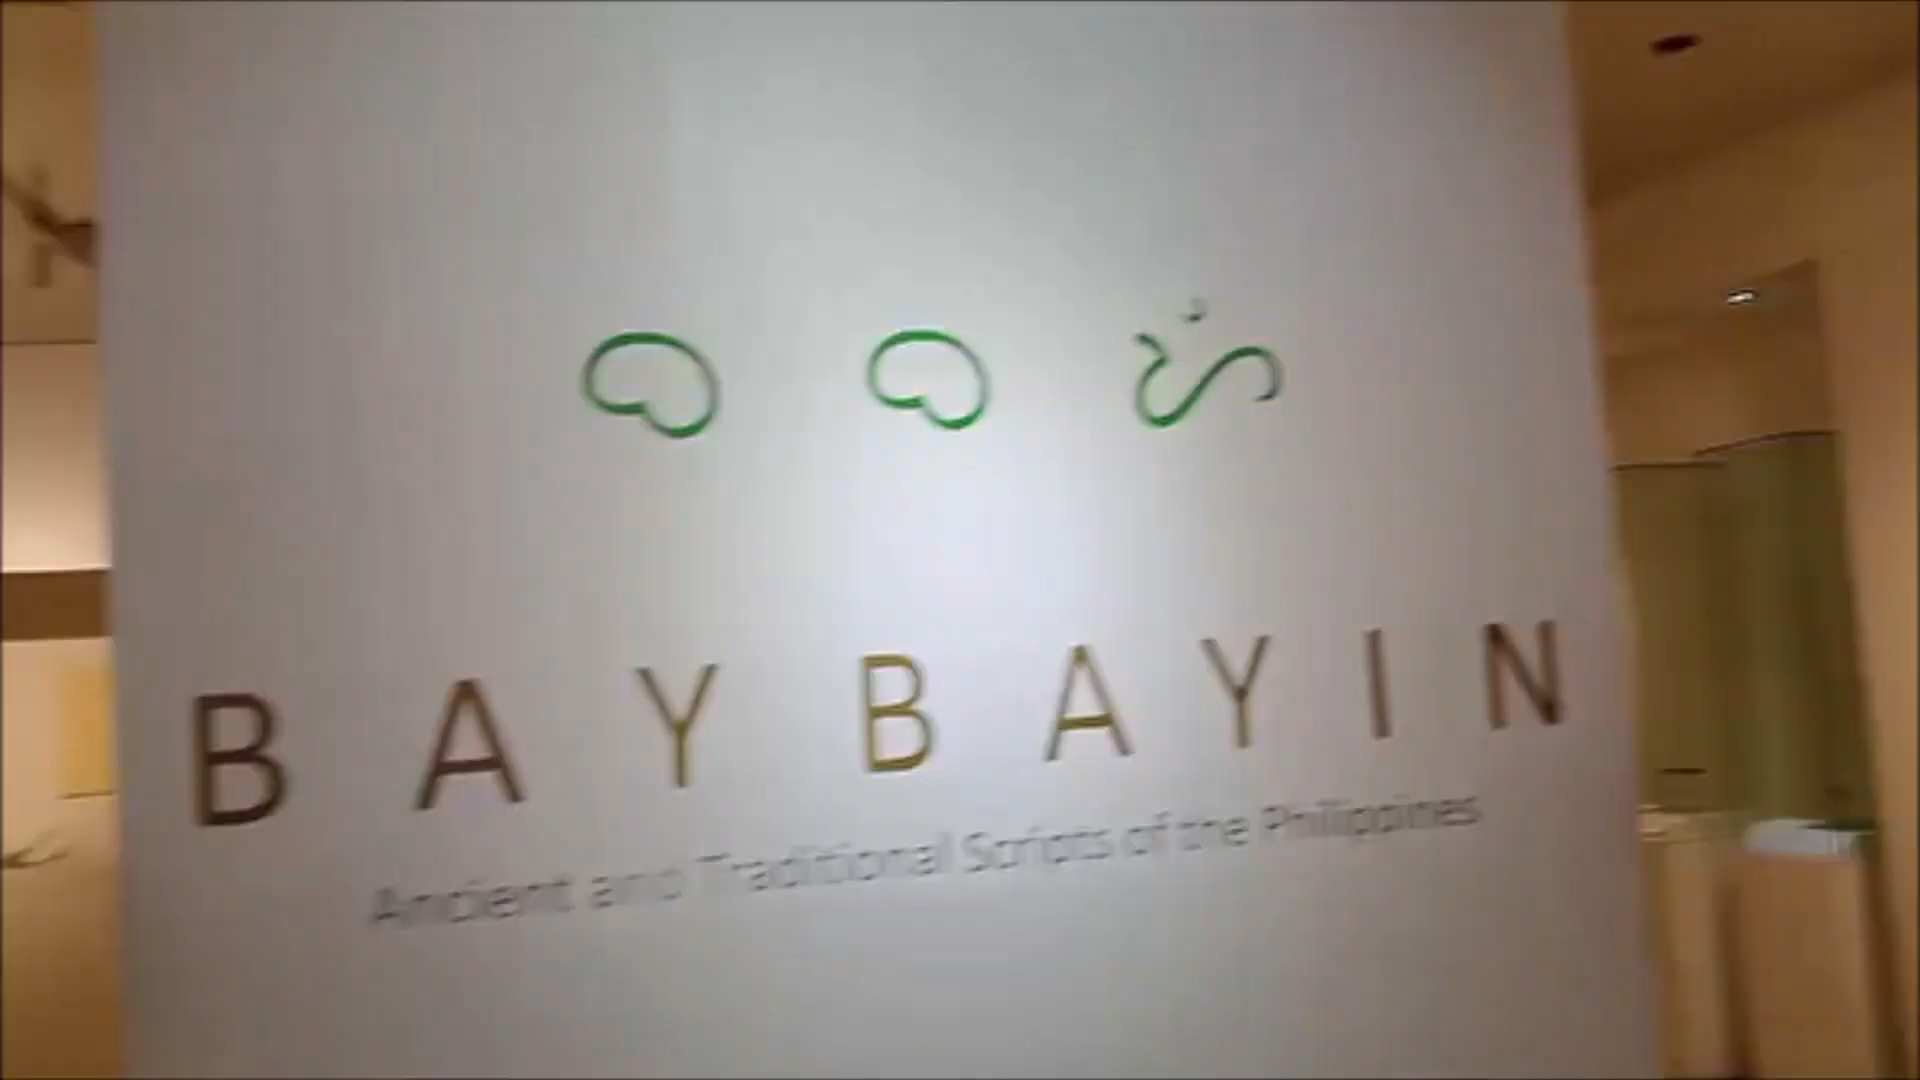 ᜊᜊᜌᜒ
BAYBAYIN
Ancient and Traditional Scripts of the Philippines